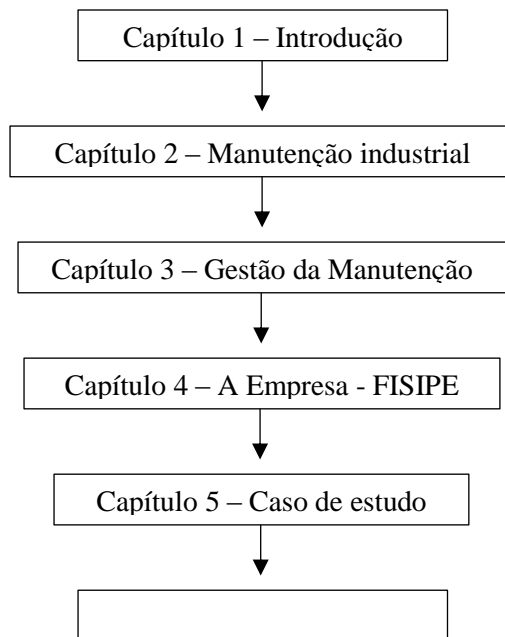 Capítulo 1 – Introdução
Capítulo 2 – Manutenção industrial
Capítulo 3 – Gestão da Manutenção
Capítulo 4 – A Empresa - FISIPE
Capítulo 5 – Caso de estudo